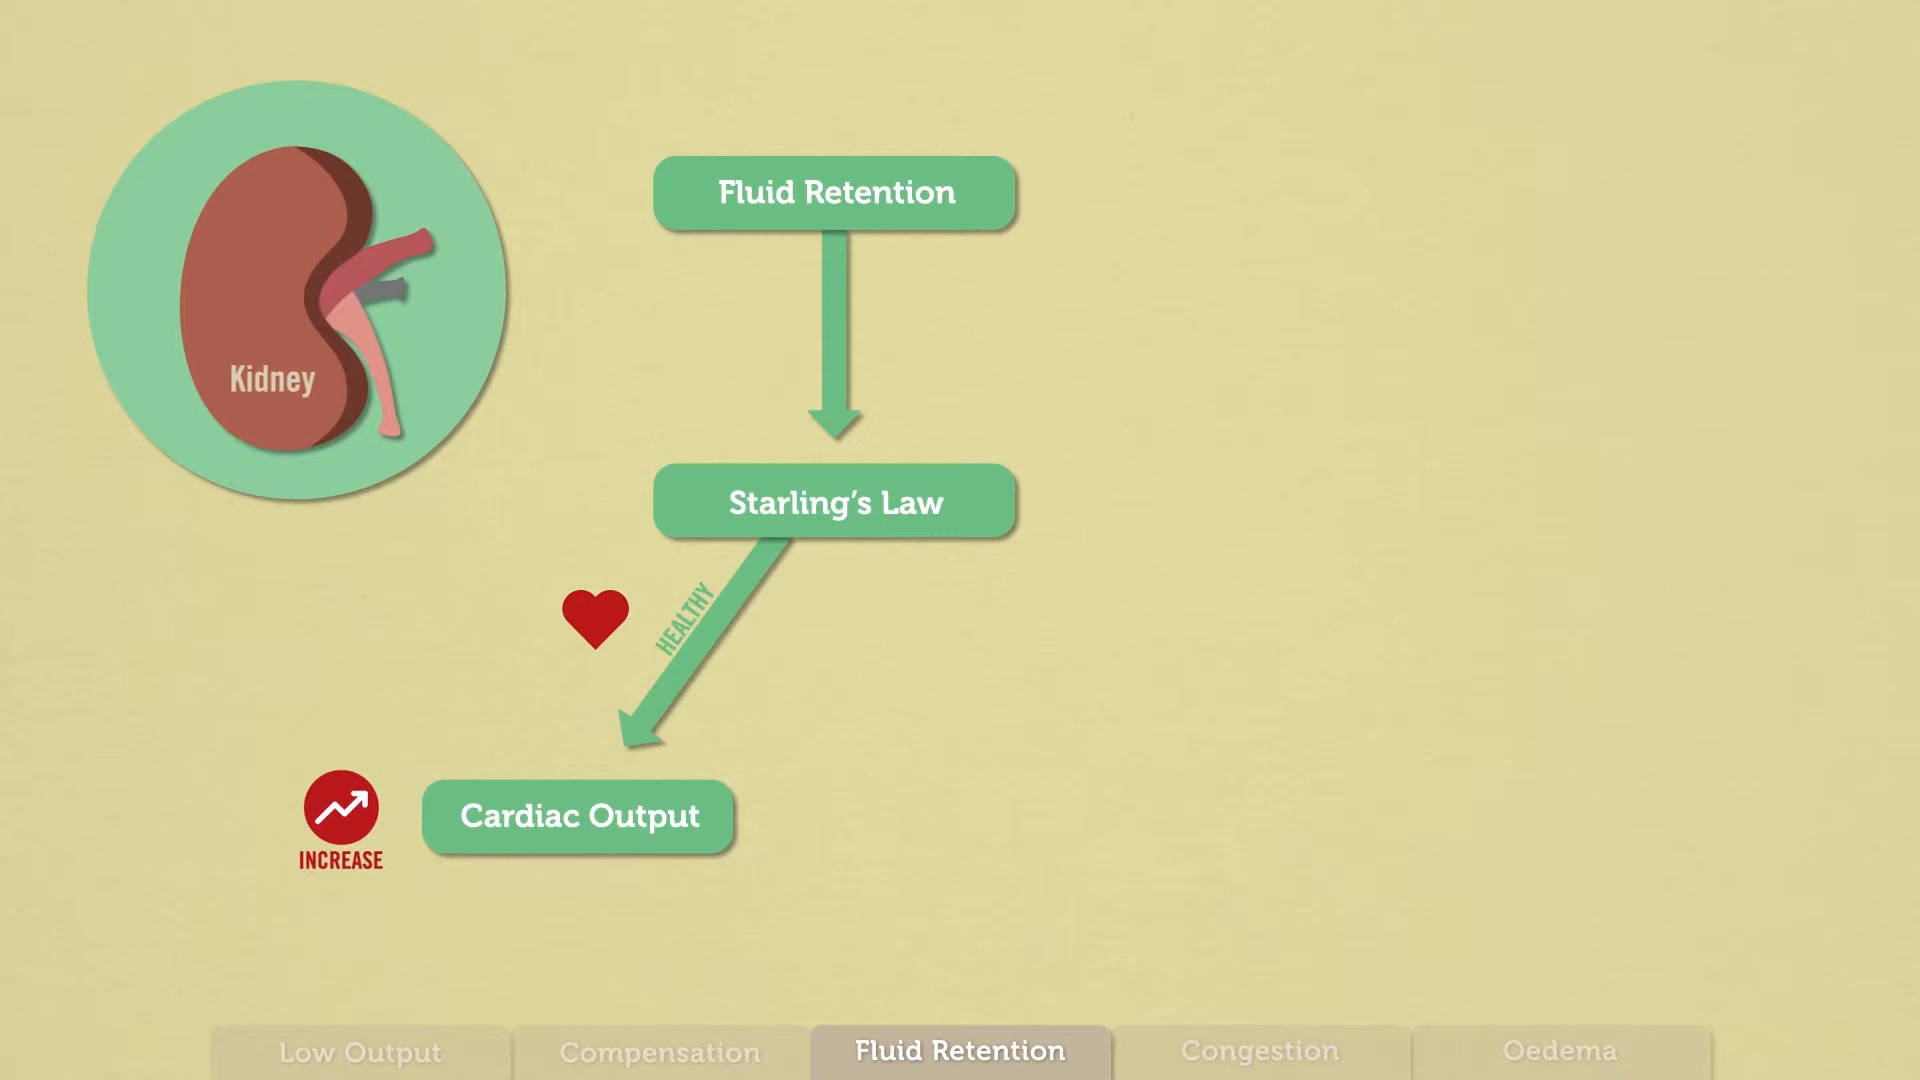 Fluid Retention
Kidney
Starling's Law
HEALTHY
Cardiac Output
INCREASE
Low Output
Compensation
Fluid Retention
Congestion
Oedema